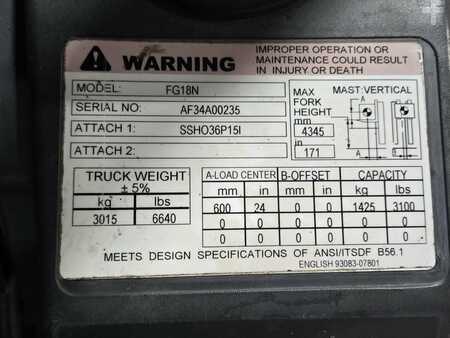 WARNING
IMPROPER OPERATION OR
MAINTENANCE COULD RESULT
IN INJURY OR DEATH
MODEL: FG18N
SERIAL NO: AF34A00235
ATTACH 1: SSHO36P15I
ATTACH 2:
MAX FORK HEIGHT
mm
4345
in
171
MAST:VERTICAL
A
B
TRUCK WEIGHT
± 5%
kg lbs
3015 6640
A-LOAD CENTER B-OFFSET CAPACITY
mm in mm in kg lbs
600 24 0 0 1425 3100
0 0 0 0 0 0
0 0 0 0 0 0
MEETS DESIGN SPECIFICATIONS OF ANSI/ITSDF B56.1
ENGLISH 93083-07801